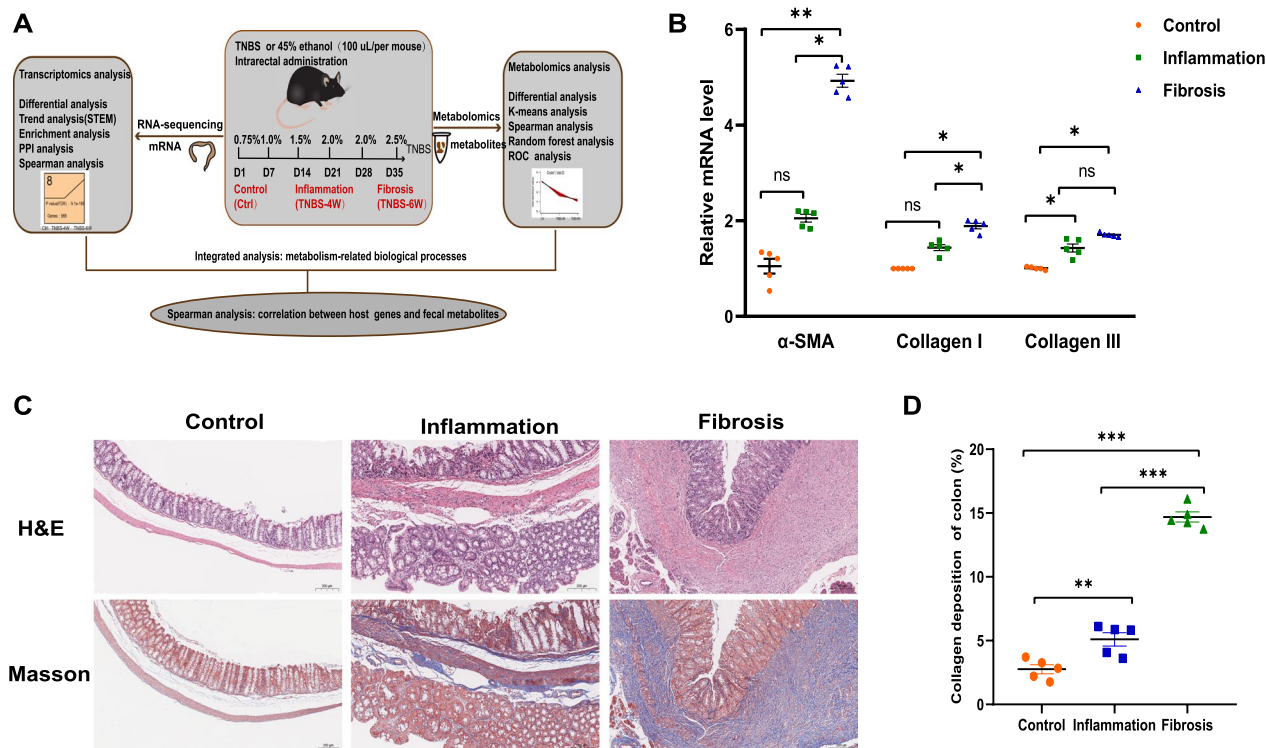 A
Transcriptomics analysis
Differential analysis
Trend analysis(STEM)
Enrichment analysis
PPI analysis
Spearman analysis
8
RNA-sequencing
mRNA
TNBS or 45% ethanol（100 uL/per mouse）
Intrarectal administration
0.75% 1.0% 1.5% 2.0% 2.0% 2.5% TNBS
D1 D7 D14 D21 D28 D35
Control Inflammation Fibrosis
(Ctrl) (TNBS-4W) (TNBS-6W)
Metabolomics
metabolites
Metabolomics analysis
Differential analysis
K-means analysis
Spearman analysis
Random forest analysis
ROC analysis
Integrated analysis: metabolism-related biological processes
Spearman analysis: correlation between host genes and fecal metabolites
B
Relative mRNA level
6
4
2
0
** * ns
* * ns
* ns *
α-SMA Collagen I Collagen III
Control
Inflammation
Fibrosis
C
Control Inflammation Fibrosis
H&E
Masson
D
Collagen deposition of colon (%)
20
15
10
5
0
***
***
**
Control Inflammation Fibrosis